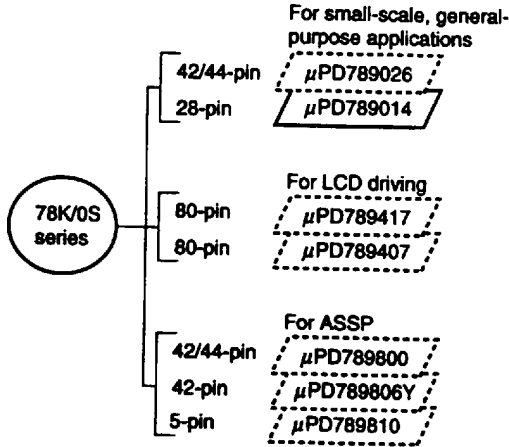 For small-scale, general-
purpose applications
42/44-pin μPD789026
28-pin μPD789014
78K/0S
series
For LCD driving
80-pin μPD789417
80-pin μPD789407
For ASSP
42/44-pin μPD789800
42-pin μPD789806Y
5-pin μPD789810